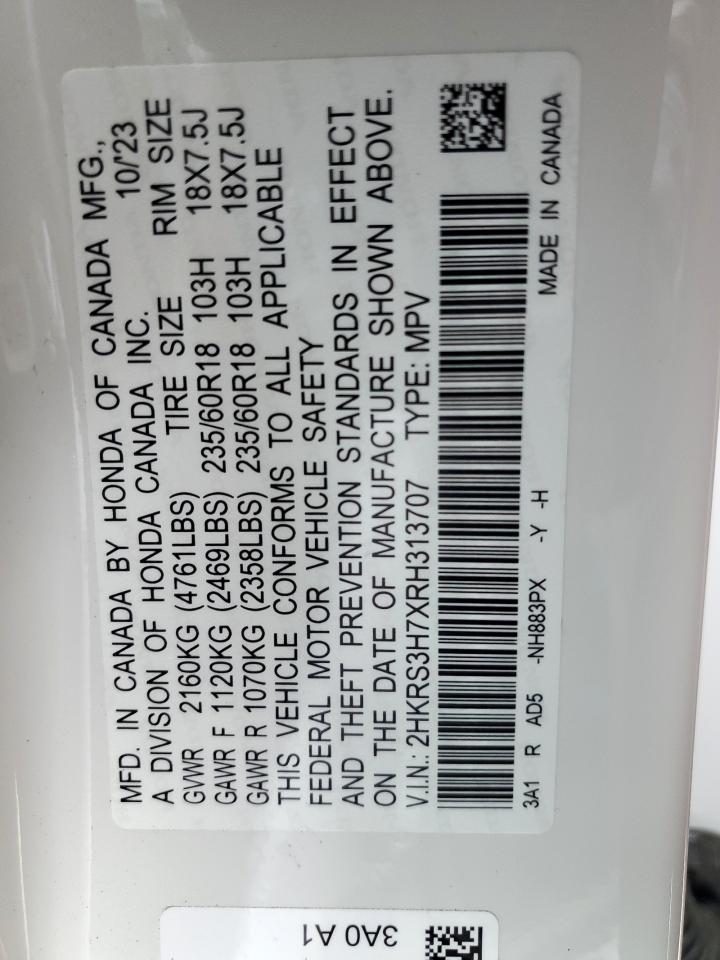 MFD. IN CANADA BY HONDA OF CANADA MFG.,
A DIVISION OF HONDA CANADA INC. 10/'23
GVWR 2160KG (4761LBS) TIRE SIZE RIM SIZE
GAWR F 1120KG (2469LBS) 235/60R18 103H 18X7.5J
GAWR R 1070KG (2358LBS) 235/60R18 103H 18X7.5J
THIS VEHICLE CONFORMS TO ALL APPLICABLE
FEDERAL MOTOR VEHICLE SAFETY
AND THEFT PREVENTION STANDARDS IN EFFECT
ON THE DATE OF MANUFACTURE SHOWN ABOVE.
V.I.N.: 2HKRS3H7XRH313707 TYPE: MPV
3A1 R AD5 -NH883PX -Y -H
MADE IN CANADA
3A0 A1